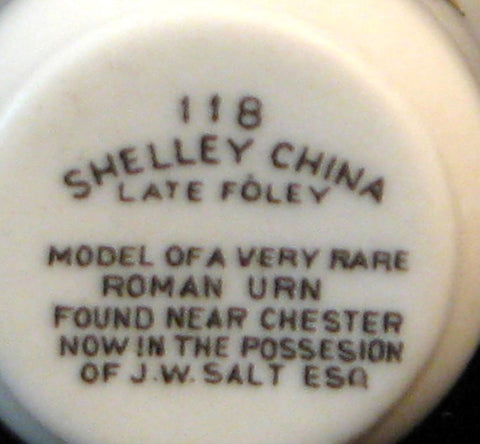 118
SHELLEY CHINA
LATE FOLEY
MODEL OF A VERY RARE
ROMAN URN
FOUND NEAR CHESTER
NOW IN THE POSSESION
OF J.W. SALT ESQ